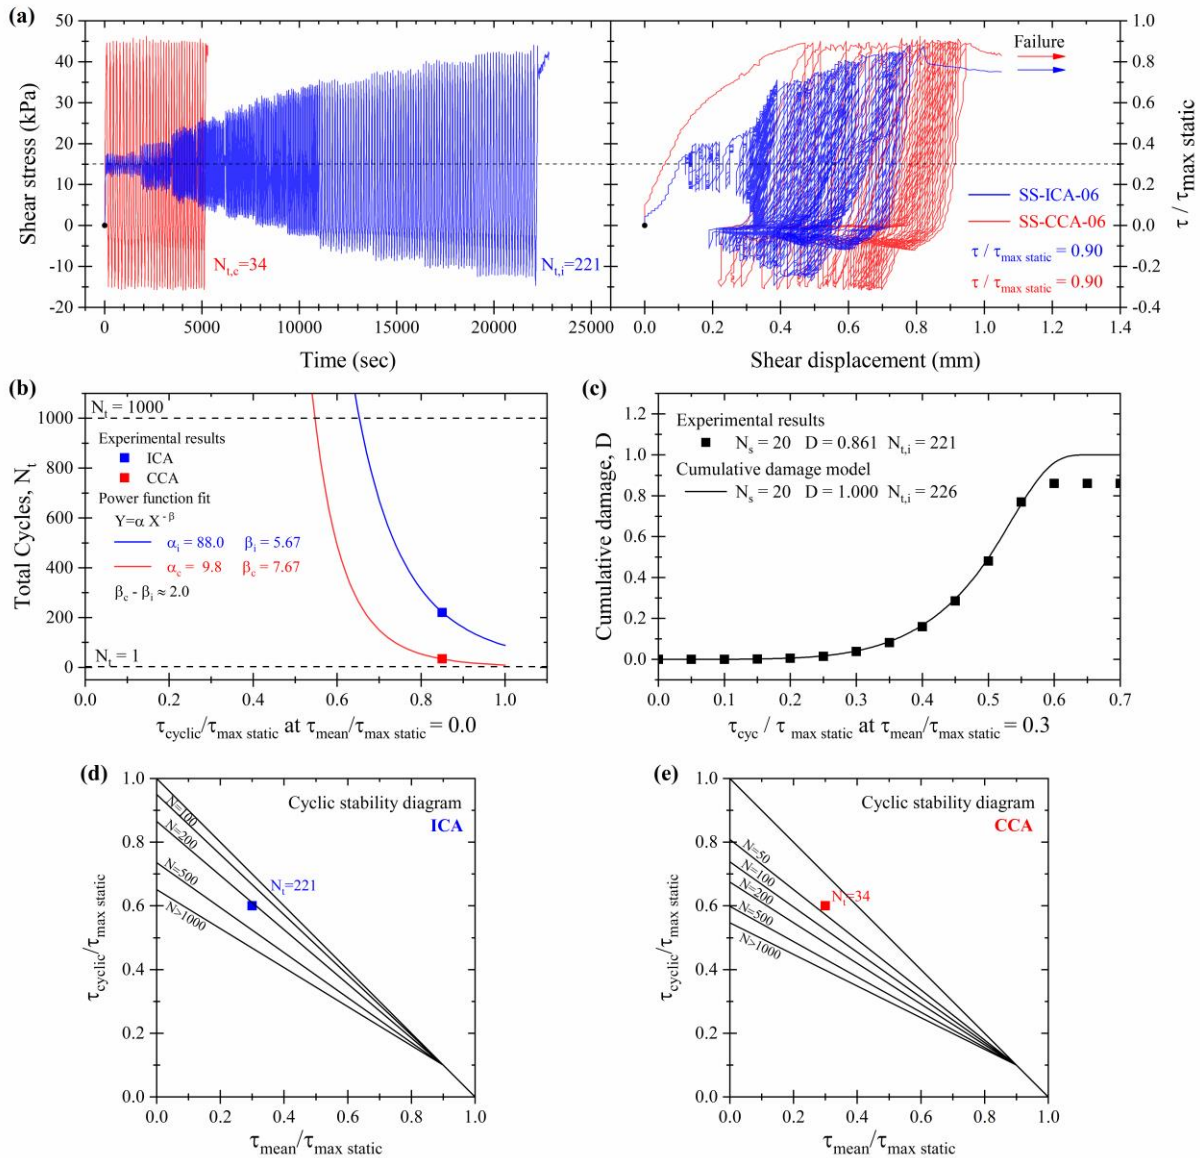 (a)
50
40
30
20
10
0
-10
-20
Shear stress (kPa)
N_t,c=34
N_t,i=221
0 5000 10000 15000 20000 25000
Time (sec)
Failure
SS-ICA-06
SS-CCA-06
τ / τ_max static = 0.90
τ / τ_max static = 0.90
1.0
0.8
0.6
0.4
0.2
0.0
-0.2
-0.4
τ / τ_max static
0.0 0.2 0.4 0.6 0.8 1.0 1.2 1.4
Shear displacement (mm)
(b)
1000
800
600
400
200
0
Total Cycles, N_t
N_t = 1000
Experimental results
ICA
CCA
Power function fit
Y=α X^-β
α_i = 88.0 β_i = 5.67
α_c = 9.8 β_c = 7.67
β_c - β_i ≈ 2.0
N_t = 1
0.0 0.2 0.4 0.6 0.8 1.0
τ_cyclic/τ_max static at τ_mean/τ_max static = 0.0
(c)
1.2
1.0
0.8
0.6
0.4
0.2
0.0
Cumulative damage, D
Experimental results
N_s = 20 D = 0.861 N_t,i = 221
Cumulative damage model
N_s = 20 D = 1.000 N_t,i = 226
0.0 0.1 0.2 0.3 0.4 0.5 0.6 0.7
τ_cyc / τ_max static at τ_mean/τ_max static = 0.3
(d)
1.0
0.8
0.6
0.4
0.2
0.0
τ_cyclic/τ_max static
Cyclic stability diagram
ICA
N=100
N=200
N=500
N>1000
N_t=221
0.0 0.2 0.4 0.6 0.8 1.0
τ_mean/τ_max static
(e)
1.0
0.8
0.6
0.4
0.2
0.0
τ_cyclic/τ_max static
Cyclic stability diagram
CCA
N=50
N=100
N=200
N=500
N>1000
N_t=34
0.0 0.2 0.4 0.6 0.8 1.0
τ_mean/τ_max static